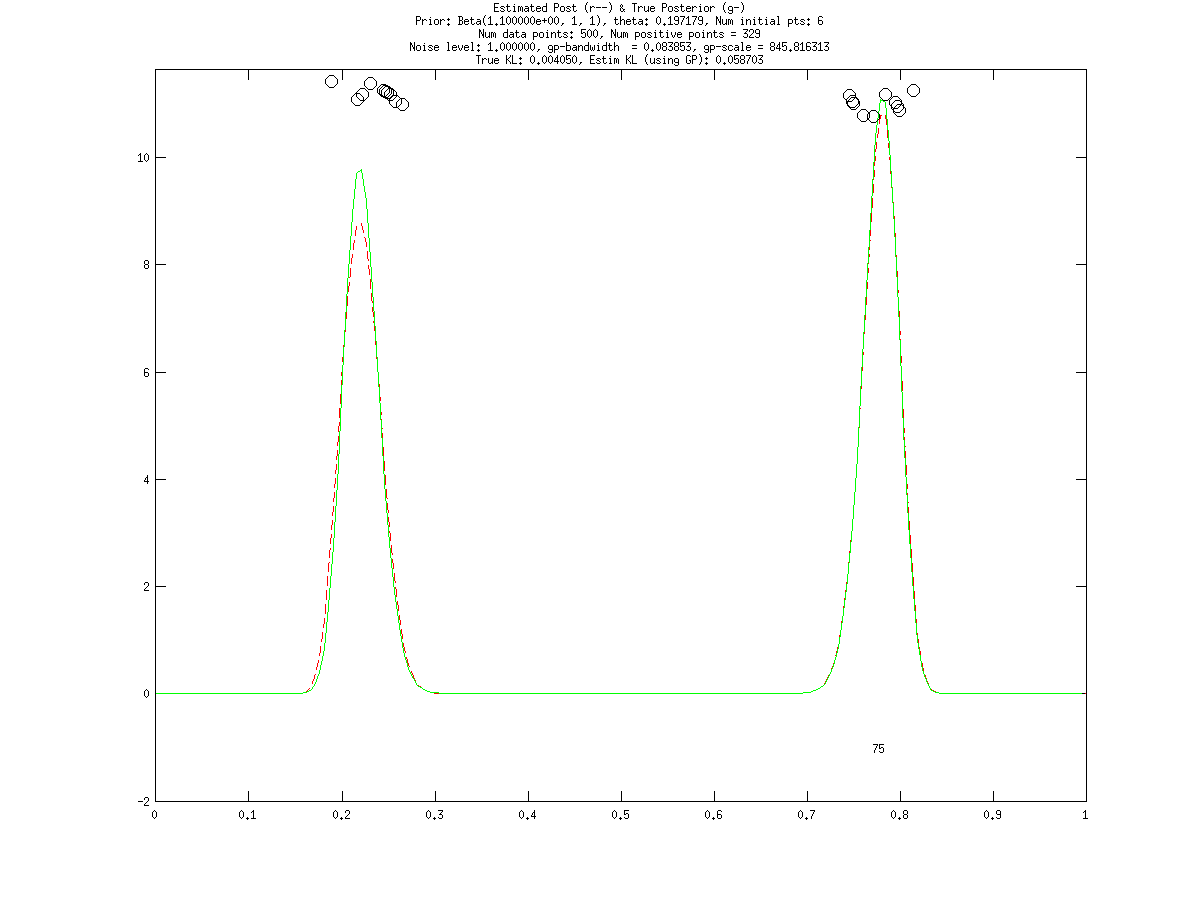 Estimated Post (r--) & True Posterior (g-)
Prior: Beta(1.100000e+00, 1, 1), theta: 0.197179, Num initial pts: 6
Num data points: 500, Num positive points = 329
Noise level: 1.000000, gp-bandwidth  = 0.083853, gp-scale = 845.816313
True KL: 0.004050, Estim KL (using GP): 0.058703
10
8
6
4
2
0
75
-2
0 0.1 0.2 0.3 0.4 0.5 0.6 0.7 0.8 0.9 1